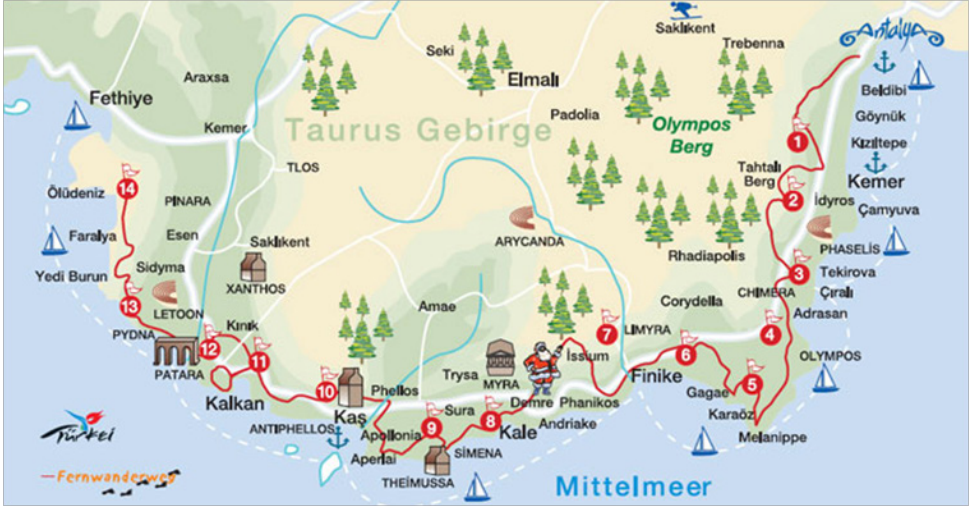 Saklıkent
Antalya
Seki
Trebenna
Araxsa
Elmalı
Beldibi
Fethiye
Padolia
Göynük
Kemer
Taurus Gebirge
Olympos
Berg
1
Kızıltepe
TLOS
Tahtalı
Berg
Kemer
14
Ölüdeniz
PINARA
2
İdyros
Çamyuva
Faralya
Esen
Saklıkent
ARYCANDA
Rhadiapolis
PHASELİS
Yedi Burun
Sidyma
XANTHOS
3
Tekirova
CHIMERA
Çıralı
13
LETOON
Amae
Corydella
Adrasan
PYDNA
Kınık
7
LIMYRA
4
12
11
6
OLYMPOS
PATARA
Trysa
MYRA
İssium
10
Phellos
Finike
5
Gagae
Kalkan
Kaş
Sura
8
Demre
Phanikos
Karaöz
ANTIPHELLOS
Apollonia
9
Kale
Andriake
Melanippe
Aperlai
SİMENA
Türkei
THEİMUSSA
Fernwanderweg
Mittelmeer